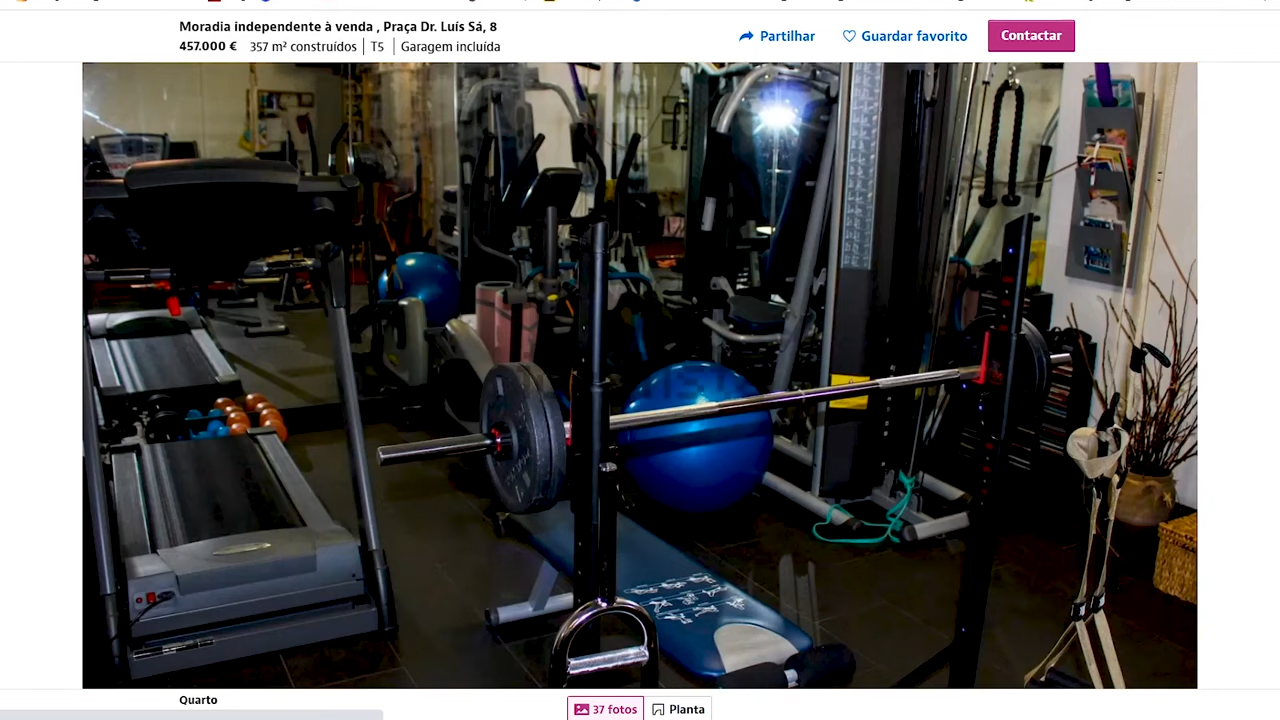 Moradia independente à venda , Praça Dr. Luís Sá, 8
457.000 € 357 m² construídos T5 Garagem incluída
Partilhar Guardar favorito Contactar
Quarto
37 fotos Planta